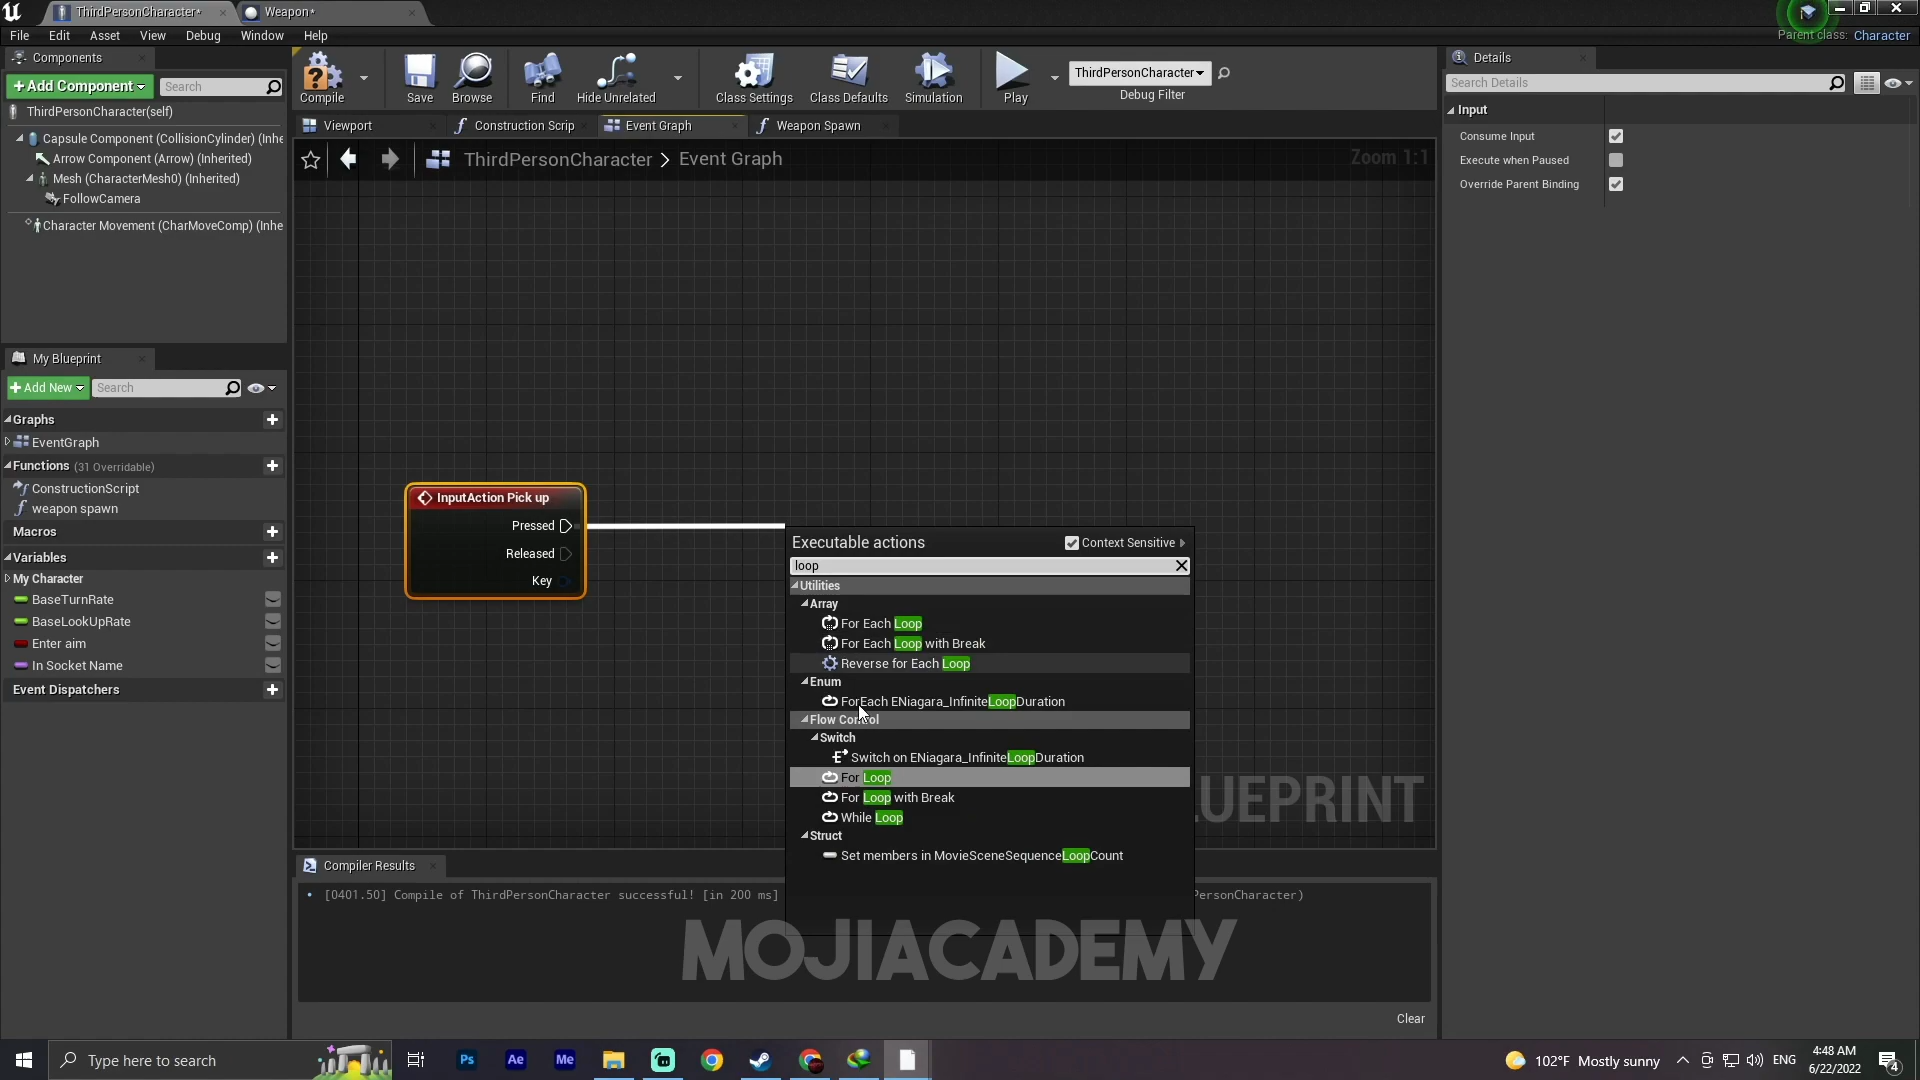 ThirdPersonCharacter*
Weapon*
File Edit Asset View Debug Window Help
Parent class: Character
Components
+Add Component
Search
ThirdPersonCharacter(self)
Capsule Component (CollisionCylinder) (Inhe
Arrow Component (Arrow) (Inherited)
Mesh (CharacterMesh0) (Inherited)
FollowCamera
Character Movement (CharMoveComp) (Inhe
Compile
Save
Browse
Find
Hide Unrelated
Class Settings
Class Defaults
Simulation
Play
ThirdPersonCharacter
Debug Filter
Viewport
Construction Scrip
Event Graph
Weapon Spawn
ThirdPersonCharacter > Event Graph
Zoom 1:1
My Blueprint
+Add New
Search
Graphs
EventGraph
Functions (31 Overridable)
ConstructionScript
weapon spawn
Macros
Variables
My Character
BaseTurnRate
BaseLookUpRate
Enter aim
In Socket Name
Event Dispatchers
InputAction Pick up
Pressed
Released
Key
Executable actions
Context Sensitive
loop
Utilities
Array
For Each Loop
For Each Loop with Break
Reverse for Each Loop
Enum
ForEach ENiagara_InfiniteLoopDuration
Flow Control
Switch
Switch on ENiagara_InfiniteLoopDuration
For Loop
For Loop with Break
While Loop
Struct
Set members in MovieSceneSequenceLoopCount
UEPRINT
Compiler Results
[0401.50] Compile of ThirdPersonCharacter successful! [in 200 ms]
PersonCharacter)
MOJIACADEMY
Clear
Details
Search Details
Input
Consume Input
Execute when Paused
Override Parent Binding
Type here to search
Ps
Ae
Me
102°F Mostly sunny
ENG
4:48 AM
6/22/2022
4